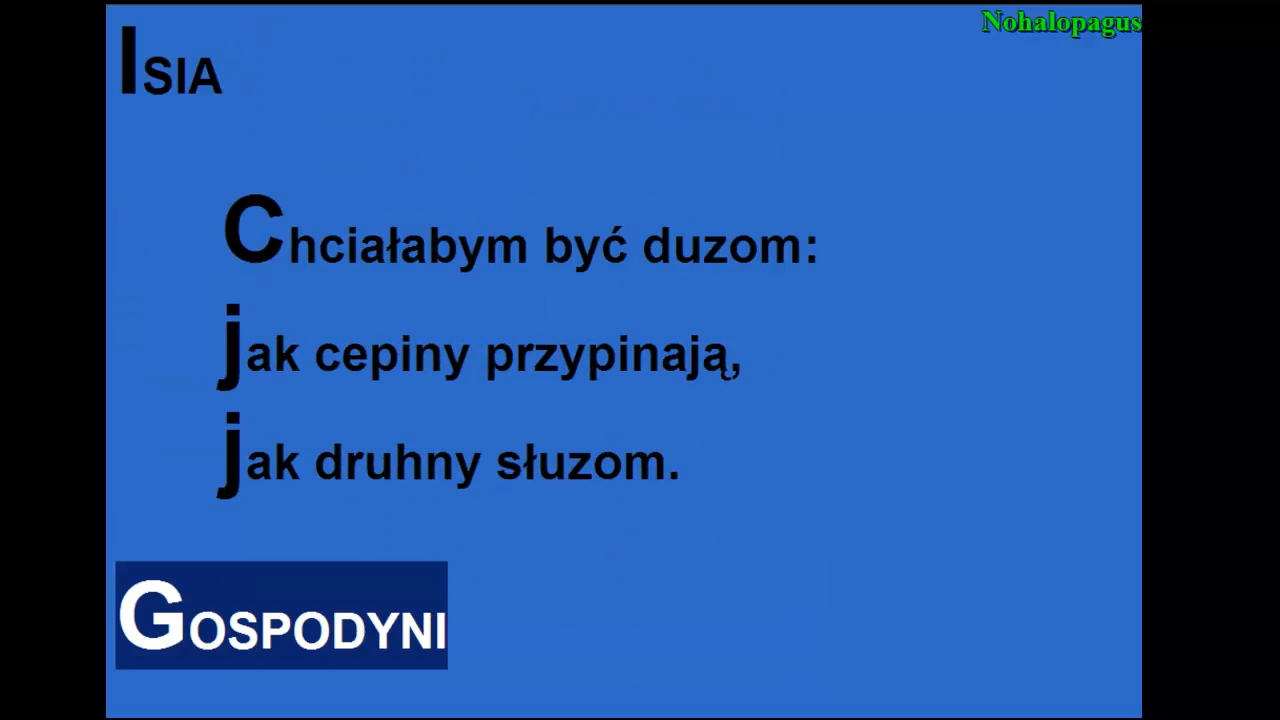 Nohalopagus
ISIA
Chciałabym być duzom:
jak cepiny przypinają,
jak druhny słuzom.
GOSPODYNI